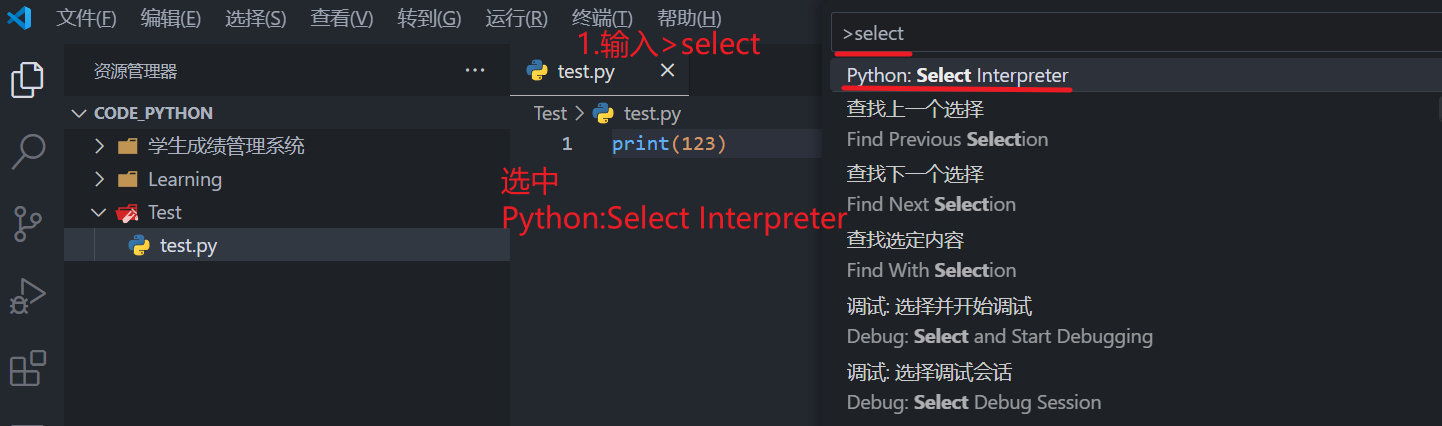 文件(F) 编辑(E) 选择(S) 查看(V) 转到(G) 运行(R) 终端(T) 帮助(H)
1.输入>select
资源管理器 ···
test.py
CODE_PYTHON
学生成绩管理系统
Learning
Test
test.py
Test > test.py
1 print(123)
选中
Python:Select Interpreter
>select
Python: Select Interpreter
查找上一个选择
Find Previous Selection
查找下一个选择
Find Next Selection
查找选定内容
Find With Selection
调试: 选择并开始调试
Debug: Select and Start Debugging
调试: 选择调试会话
Debug: Select Debug Session